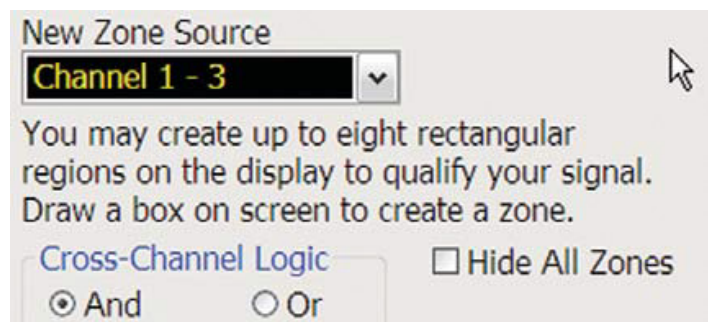 New Zone Source
Channel 1 - 3
You may create up to eight rectangular
regions on the display to qualify your signal.
Draw a box on screen to create a zone.
Cross-Channel Logic
Hide All Zones
And Or